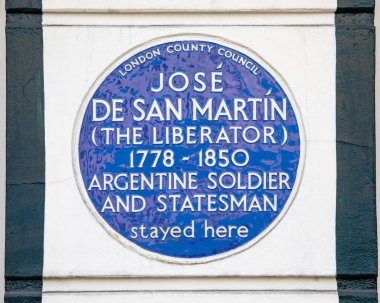 LONDON COUNTY COUNCIL
JOSÉ
DE SAN MARTÍN
(THE LIBERATOR)
1778 - 1850
ARGENTINE SOLDIER
AND STATESMAN
stayed here